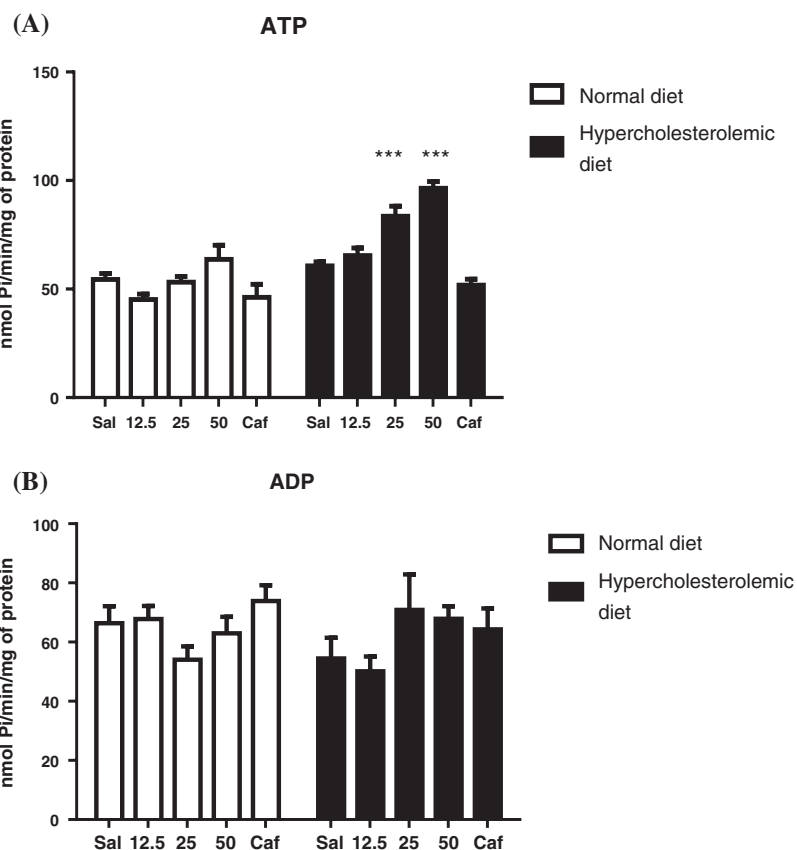 (A)
ATP
150
100
50
0
nmol Pi/min/mg of protein
*** ***
Sal 12.5 25 50 Caf Sal 12.5 25 50 Caf
Normal diet
Hypercholesterolemic
diet
(B)
ADP
100
80
60
40
20
0
nmol Pi/min/mg of protein
Sal 12.5 25 50 Caf Sal 12.5 25 50 Caf
Normal diet
Hypercholesterolemic
diet